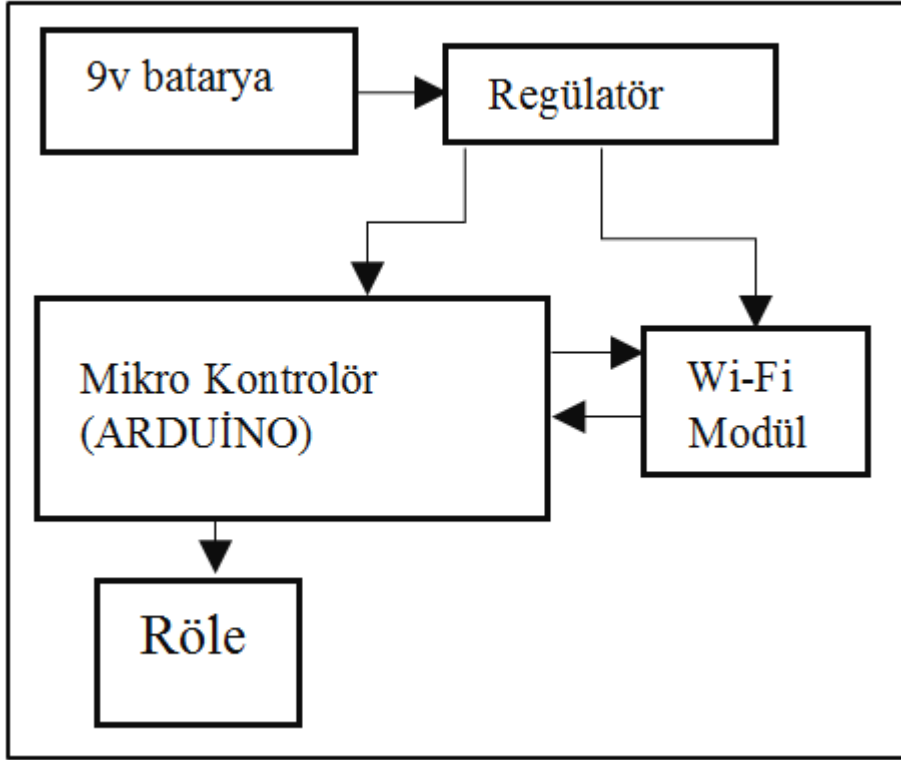 9v batarya
Regülatör
Mikro Kontrolör
(ARDUİNO)
Wi-Fi
Modül
Röle